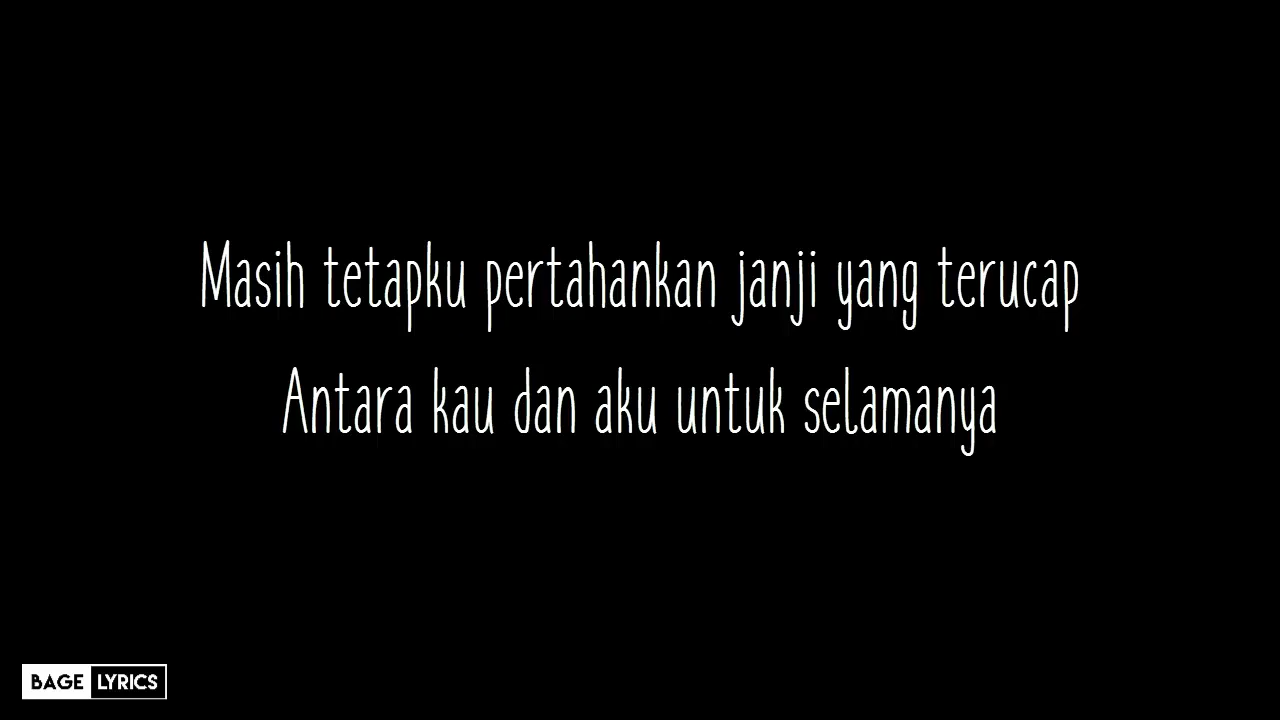 Masih tetapku pertahankan janji yang terucap
Antara kau dan aku untuk selamanya
BAGE LYRICS